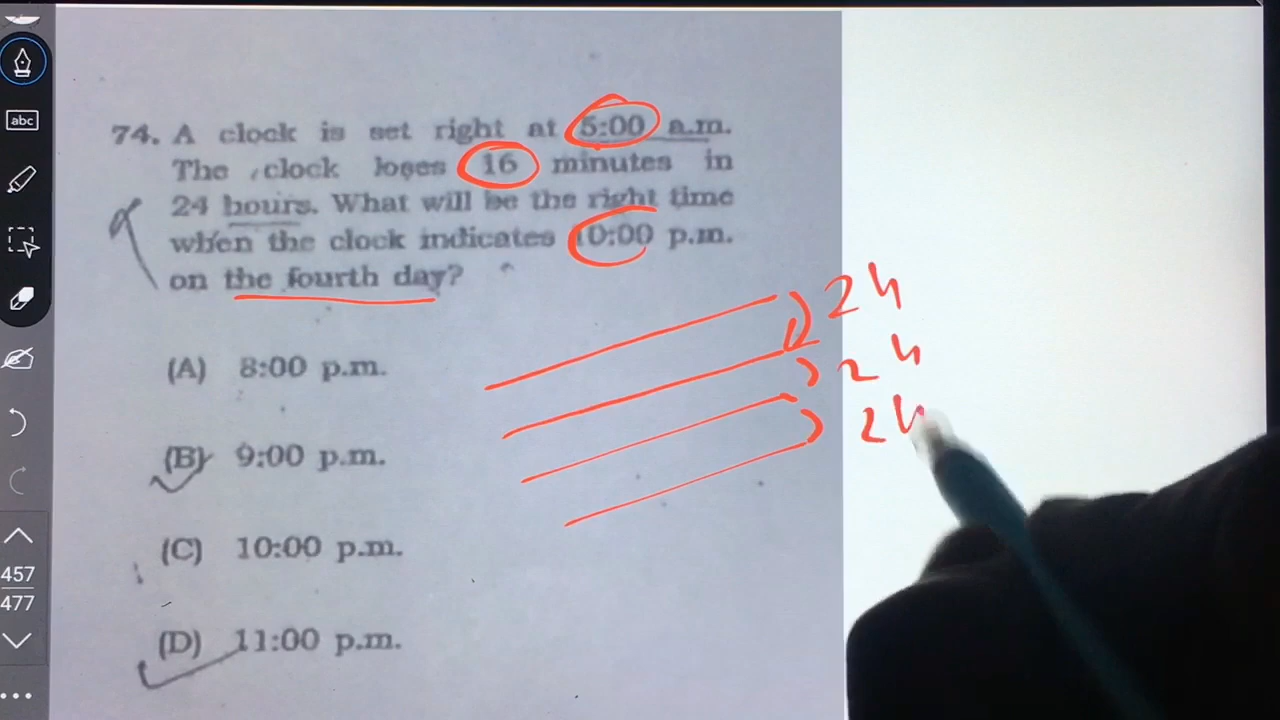 abc
457
477
74. A clock is set right at 5:00 a.m.
The clock loses 16 minutes in
24 hours. What will be the right time
when the clock indicates 10:00 p.m.
on the fourth day?
(A) 8:00 p.m.
(B) 9:00 p.m.
(C) 10:00 p.m.
(D) 11:00 p.m.
24
24
24